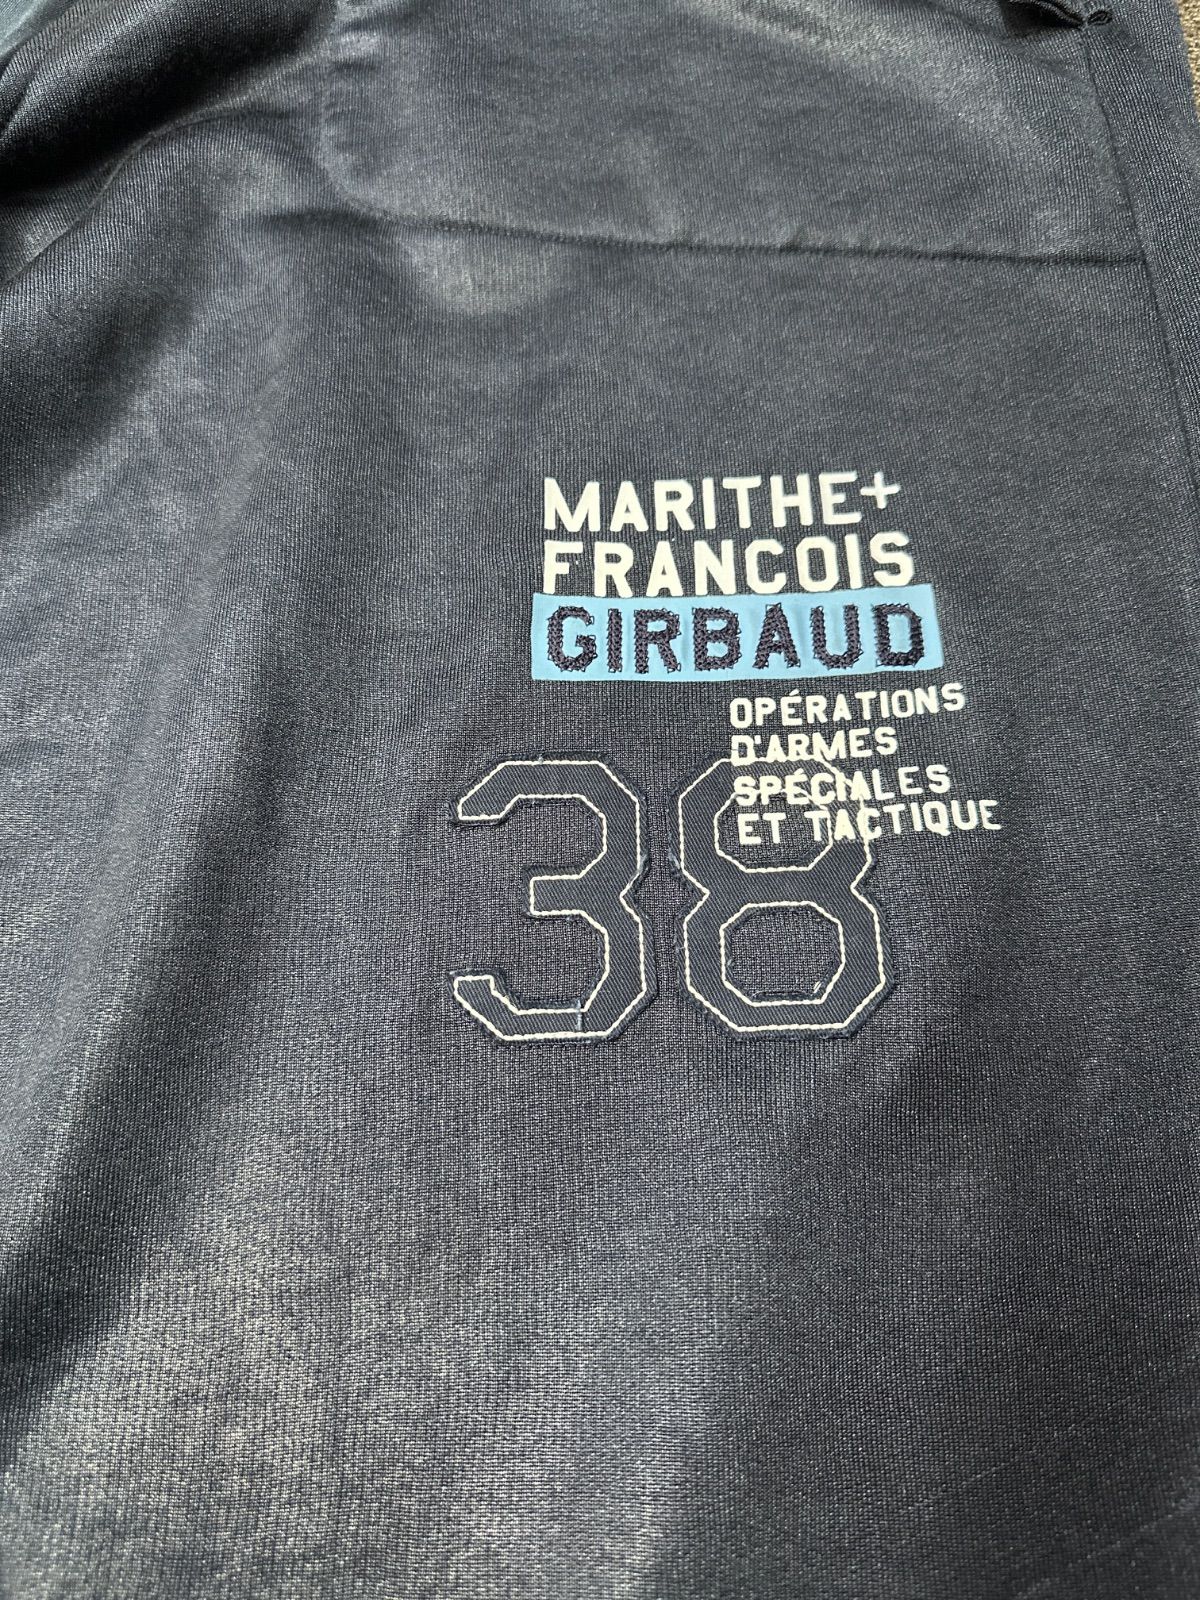 MARITHE+
FRANCOIS
GIRBAUD
OPÉRATIONS
D'ARMES
SPÉCIALES
ET TACTIQUE
38